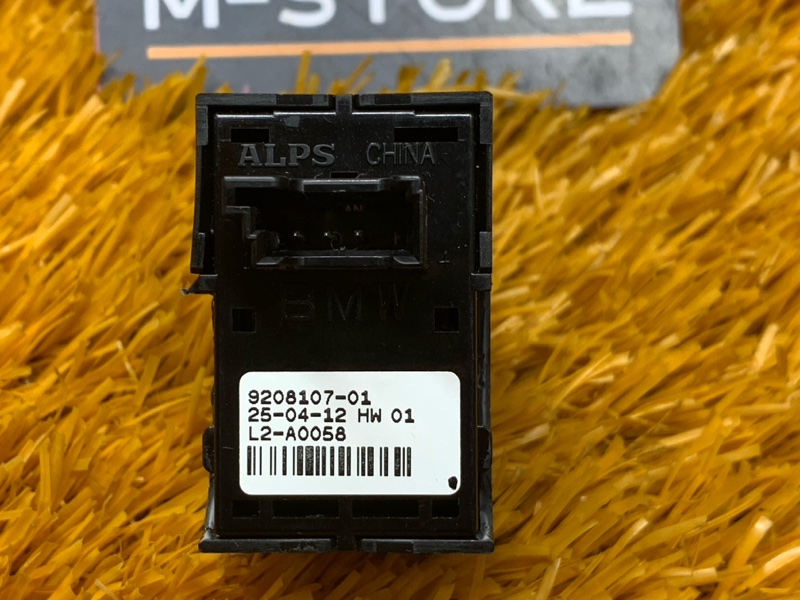 M-STORE
ALPS CHINA
BMW
9208107-01
25-04-12 HW 01
L2-A0058